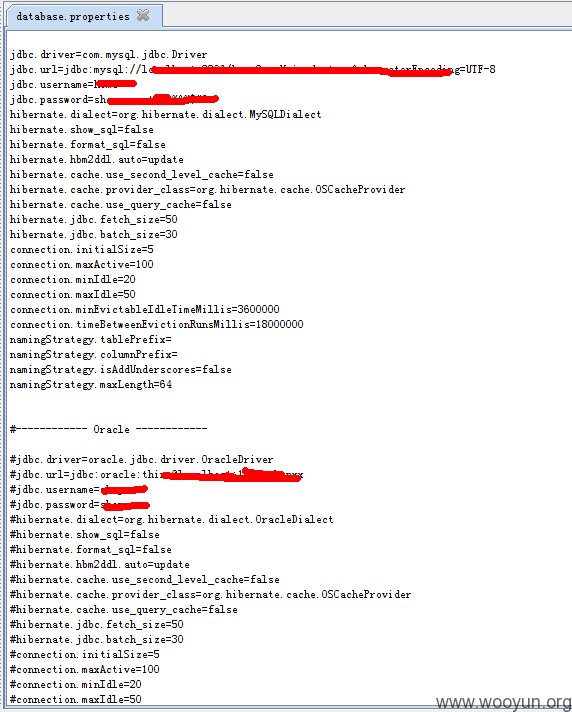 database.properties
jdbc.driver=com.mysql.jdbc.Driver
jdbc.url=jdbc:mysql://lo =UTF-8
jdbc.username=
jdbc.password=sh
hibernate.dialect=org.hibernate.dialect.MySQLDialect
hibernate.show_sql=false
hibernate.format_sql=false
hibernate.hbm2ddl.auto=update
hibernate.cache.use_second_level_cache=false
hibernate.cache.provider_class=org.hibernate.cache.OSCacheProvider
hibernate.cache.use_query_cache=false
hibernate.jdbc.fetch_size=50
hibernate.jdbc.batch_size=30
connection.initialSize=5
connection.maxActive=100
connection.minIdle=20
connection.maxIdle=50
connection.minEvictableIdleTimeMillis=3600000
connection.timeBetweenEvictionRunsMillis=18000000
namingStrategy.tablePrefix=
namingStrategy.columnPrefix=
namingStrategy.isAddUnderscores=false
namingStrategy.maxLength=64
#------------ Oracle ------------
#jdbc.driver=oracle.jdbc.driver.OracleDriver
#jdbc.url=jdbc:oracle:thi
#jdbc.username=
#jdbc.password=
#hibernate.dialect=org.hibernate.dialect.OracleDialect
#hibernate.show_sql=false
#hibernate.format_sql=false
#hibernate.hbm2ddl.auto=update
#hibernate.cache.use_second_level_cache=false
#hibernate.cache.provider_class=org.hibernate.cache.OSCacheProvider
#hibernate.cache.use_query_cache=false
#hibernate.jdbc.fetch_size=50
#hibernate.jdbc.batch_size=30
#connection.initialSize=5
#connection.maxActive=100
#connection.minIdle=20
#connection.maxIdle=50
www.wooyun.org